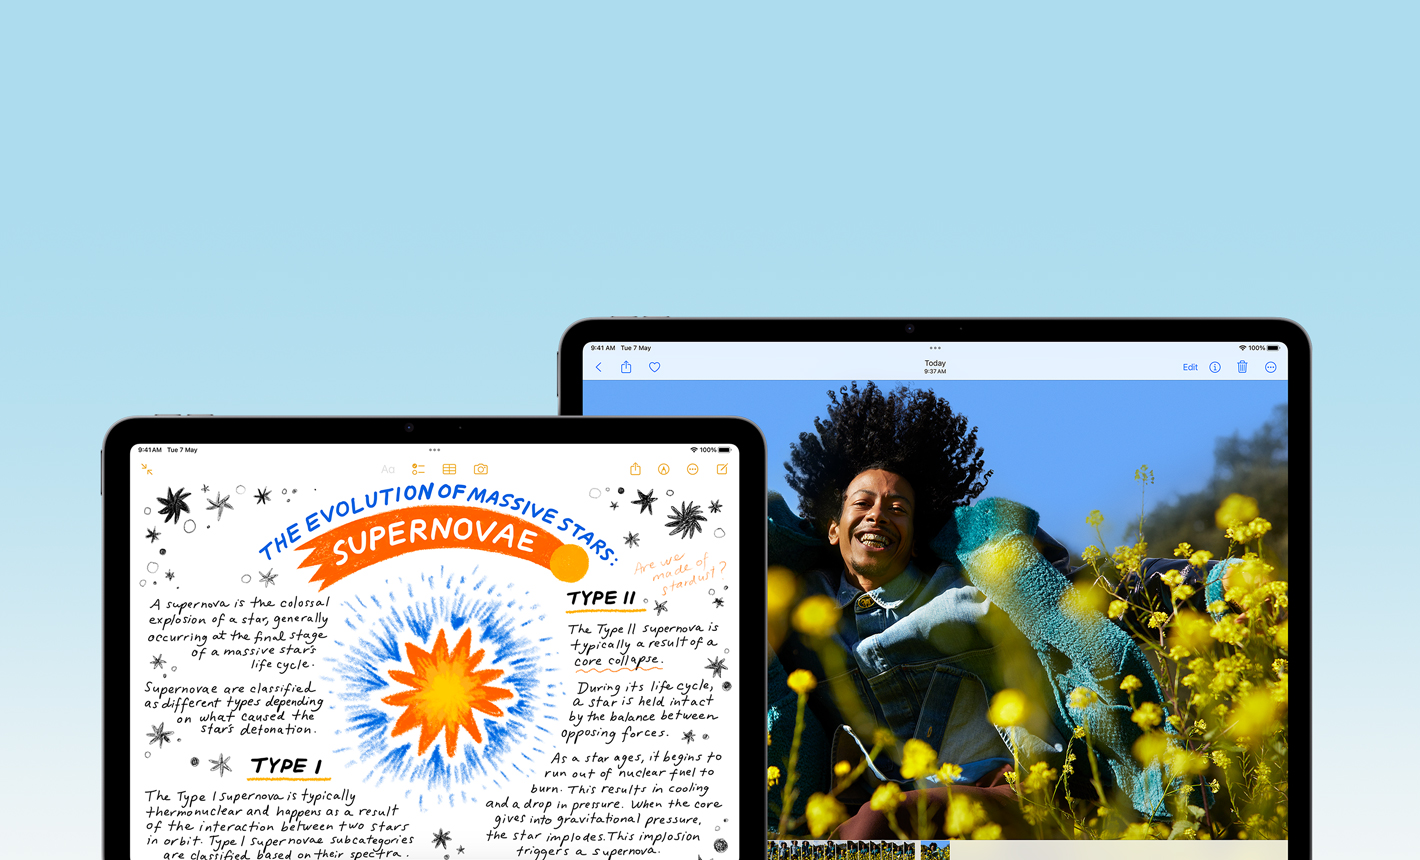 9:41 AM Tue 7 May
100%
Today
9:37 AM
Edit
9:41 AM Tue 7 May
100%
Aa
THE EVOLUTION OF MASSIVE STARS:
SUPERNOVAE
Are we
made of
stardust?
A supernova is the colossal
explosion of a star, generally
occurring at the final stage
of a massive star's
life cycle.
Supernovae are classified
as different types depending
on what caused the
star's detonation.
TYPE I
The Type I supernova is typically
thermonuclear and happens as a result
of the interaction between two stars
in orbit. Type I supernovae subcategories
are classified based on their spectra.
TYPE II
The Type II supernova is
typically a result of a
core collapse.
During its life cycle,
a star is held intact
by the balance between
opposing forces.
As a star ages, it begins to
run out of nuclear fuel to
burn. This results in cooling
and a drop in pressure. When the core
gives into gravitational pressure,
the star implodes. This implosion
triggers a supernova.